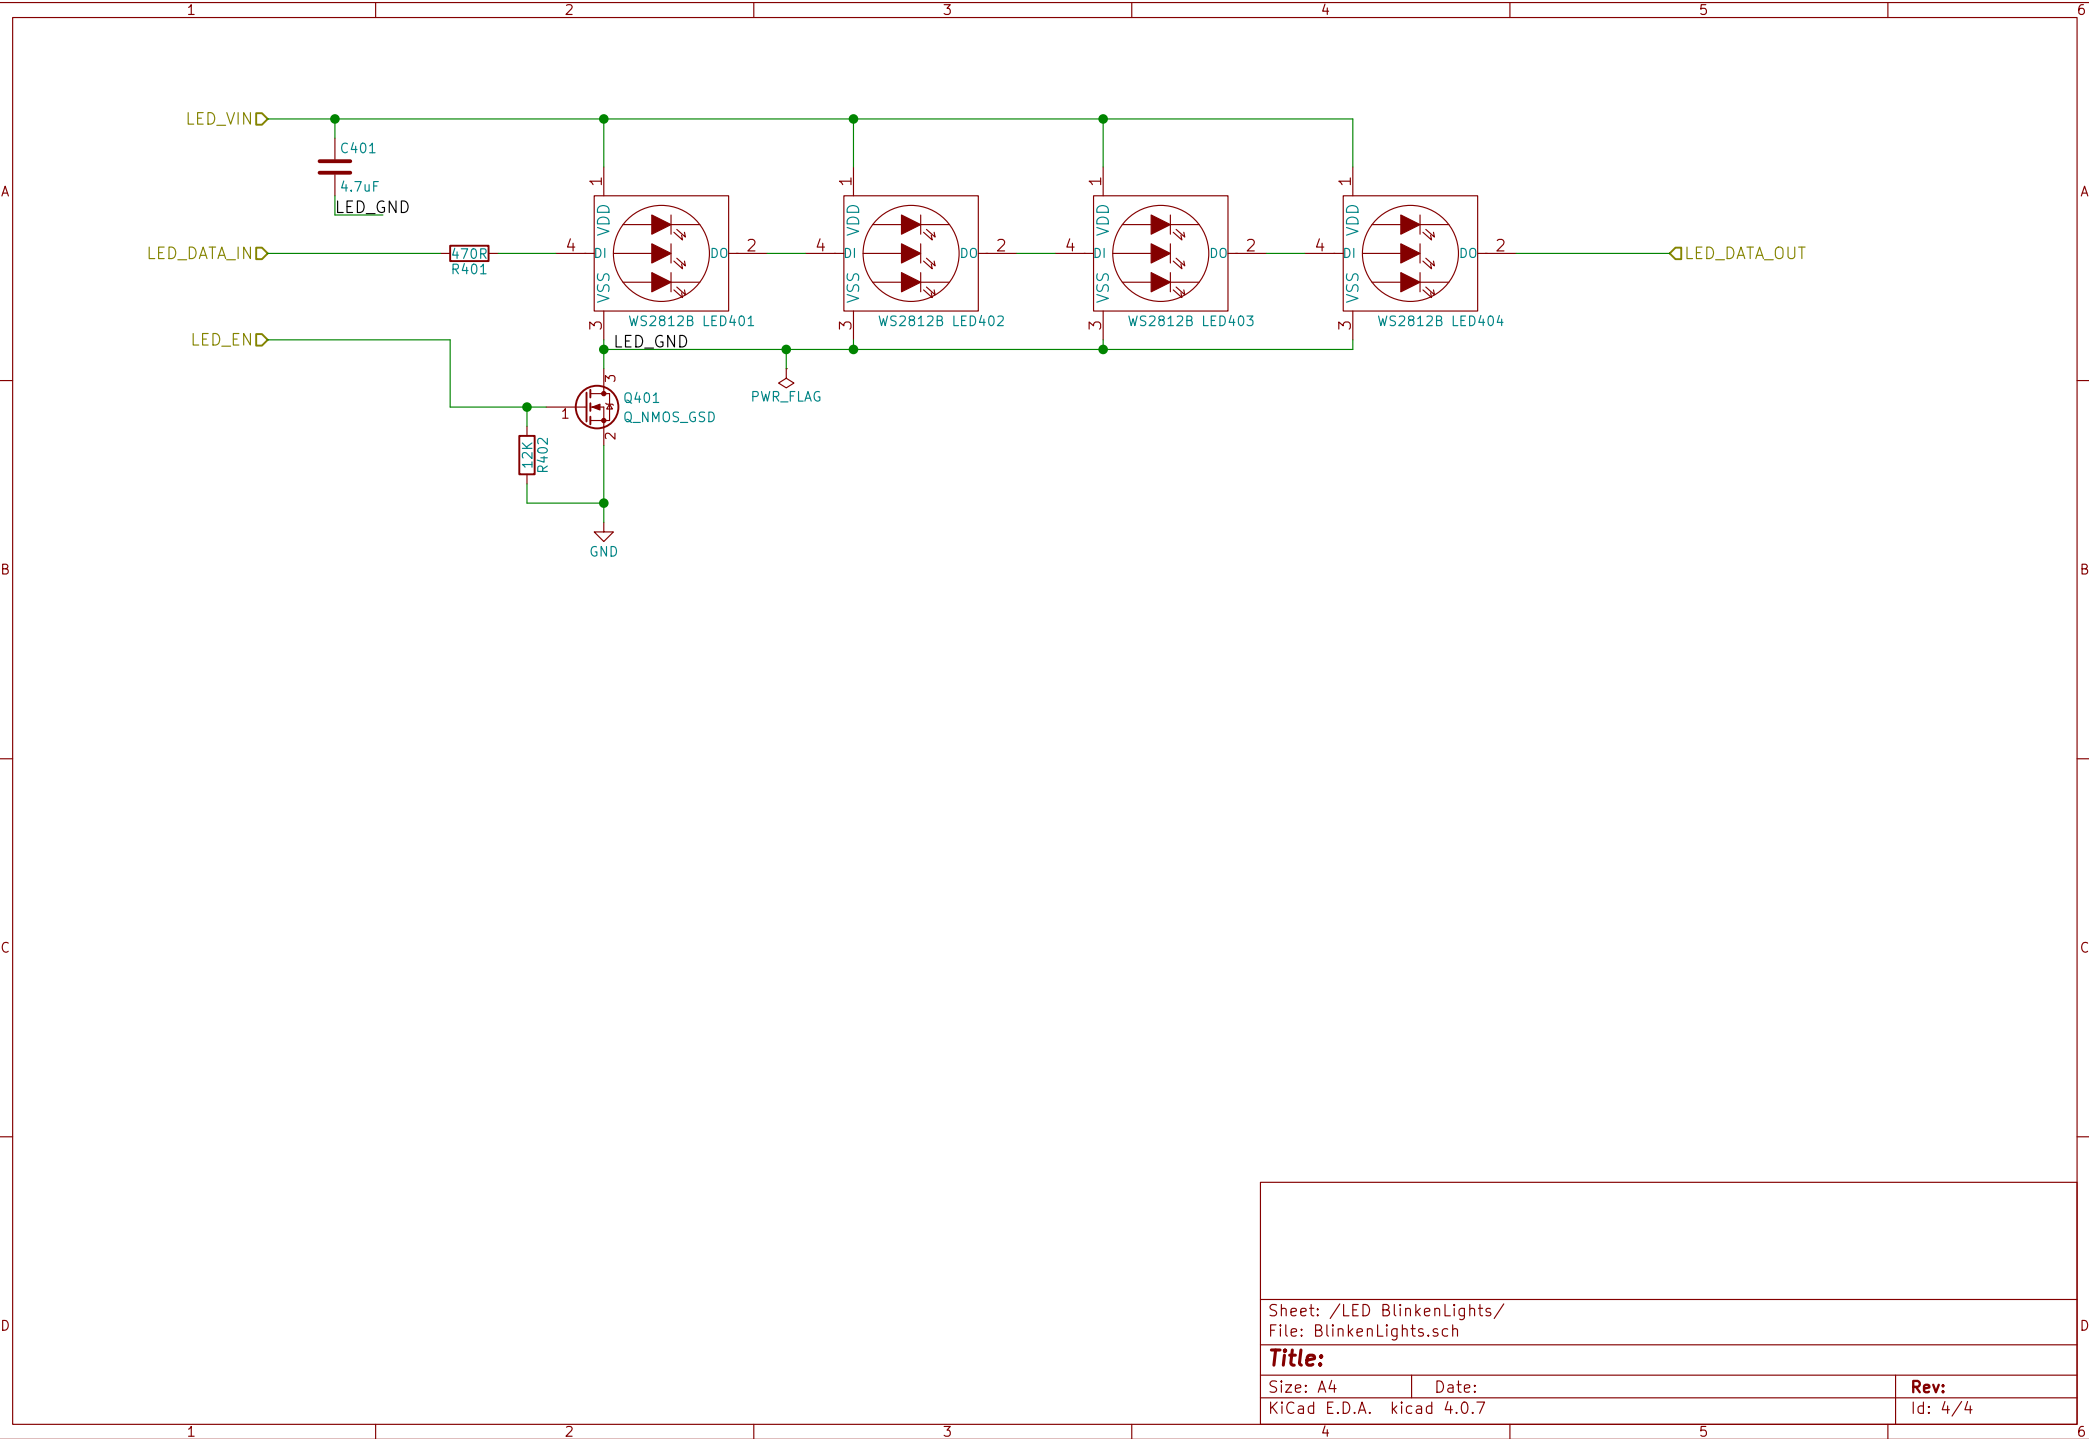 1 2 3 4 5 6
LED_VIN
C401
4.7uF
LED_GND
A A
1 1 1 1
VDD VDD VDD VDD
LED_DATA_IN 470R 4 DI DO 2 4 DI DO 2 4 DI DO 2 4 DI DO 2 LED_DATA_OUT
R401
VSS VSS VSS VSS
WS2812B LED401 WS2812B LED402 WS2812B LED403 WS2812B LED404
3 3 3 3
LED_EN
LED_GND
3
PWR_FLAG
Q401
1
Q_NMOS_GSD
2
12K
R402
GND
B B
C C
Sheet: /LED BlinkenLights/
D D
File: BlinkenLights.sch
Title:
Size: A4 Date: Rev:
KiCad E.D.A. kicad 4.0.7 Id: 4/4
1 2 3 4 5 6